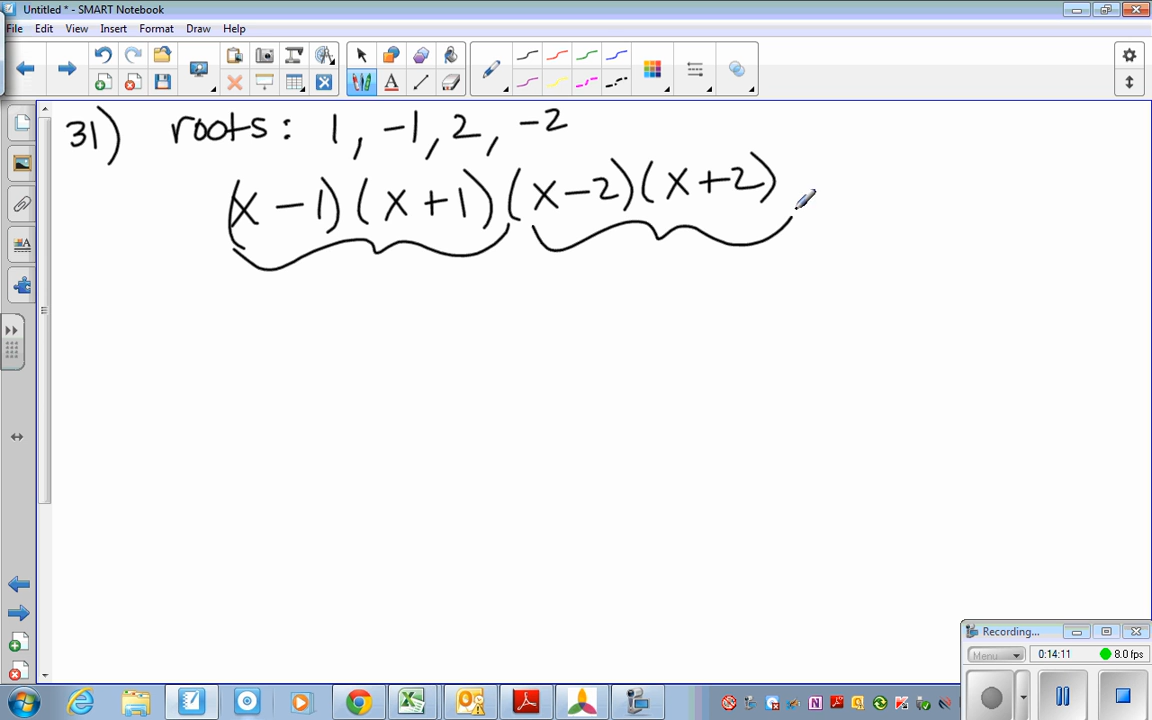 Untitled * - SMART Notebook
File Edit View Insert Format Draw Help
31) roots: 1, -1, 2, -2
(x - 1)(x + 1)(x - 2)(x + 2)
Recording...
Menu 0:14:11 8.0 fps